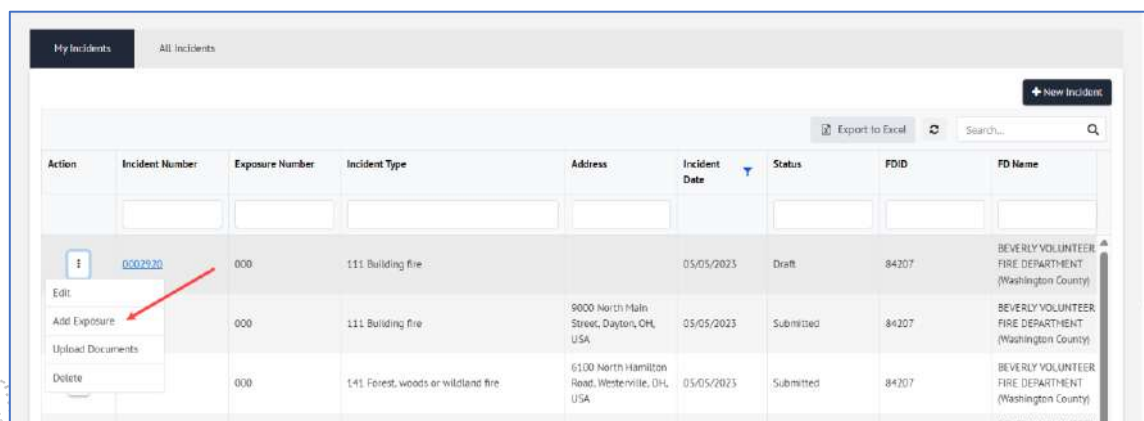 My Incidents All Incidents
+ New Incident
Export to Excel Search...
Action Incident Number Exposure Number Incident Type Address Incident Date Status FDID FD Name
0002920 000 111 Building fire 05/05/2023 Draft 84207 BEVERLY VOLUNTEER FIRE DEPARTMENT (Washington County)
Edit
Add Exposure
Upload Documents
Delete
000 111 Building fire 9000 North Main Street, Dayton, OH, USA 05/05/2023 Submitted 84207 BEVERLY VOLUNTEER FIRE DEPARTMENT (Washington County)
000 141 Forest, woods or wildland fire 6100 North Hamilton Road, Westerville, OH, USA 05/05/2023 Submitted 84207 BEVERLY VOLUNTEER FIRE DEPARTMENT (Washington County)